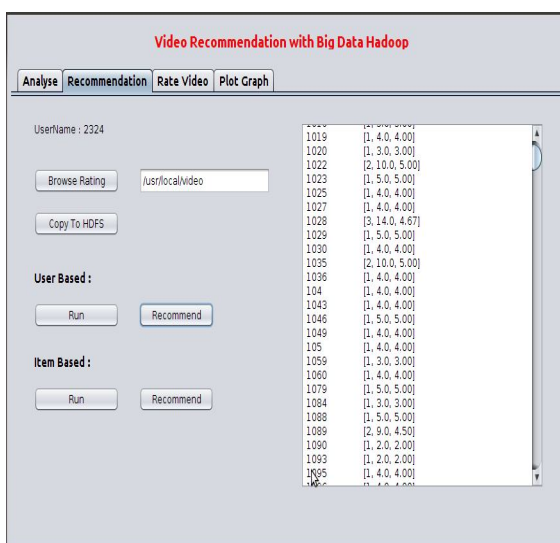 Video Recommendation with Big Data Hadoop
Analyse Recommendation Rate Video Plot Graph
UserName : 2324
Browse Rating /usr/local/video
Copy To HDFS
User Based :
Run Recommend
Item Based :
Run Recommend
1019 [1, 4.0, 4.00]
1020 [1, 3.0, 3.00]
1022 [2, 10.0, 5.00]
1023 [1, 5.0, 5.00]
1025 [1, 4.0, 4.00]
1027 [1, 4.0, 4.00]
1028 [3, 14.0, 4.67]
1029 [1, 5.0, 5.00]
1030 [1, 4.0, 4.00]
1035 [2, 10.0, 5.00]
1036 [1, 4.0, 4.00]
104 [1, 4.0, 4.00]
1043 [1, 4.0, 4.00]
1046 [1, 5.0, 5.00]
1049 [1, 4.0, 4.00]
105 [1, 4.0, 4.00]
1059 [1, 3.0, 3.00]
1060 [1, 4.0, 4.00]
1079 [1, 5.0, 5.00]
1084 [1, 3.0, 3.00]
1088 [1, 5.0, 5.00]
1089 [2, 9.0, 4.50]
1090 [1, 2.0, 2.00]
1093 [1, 2.0, 2.00]
1095 [1, 4.0, 4.00]